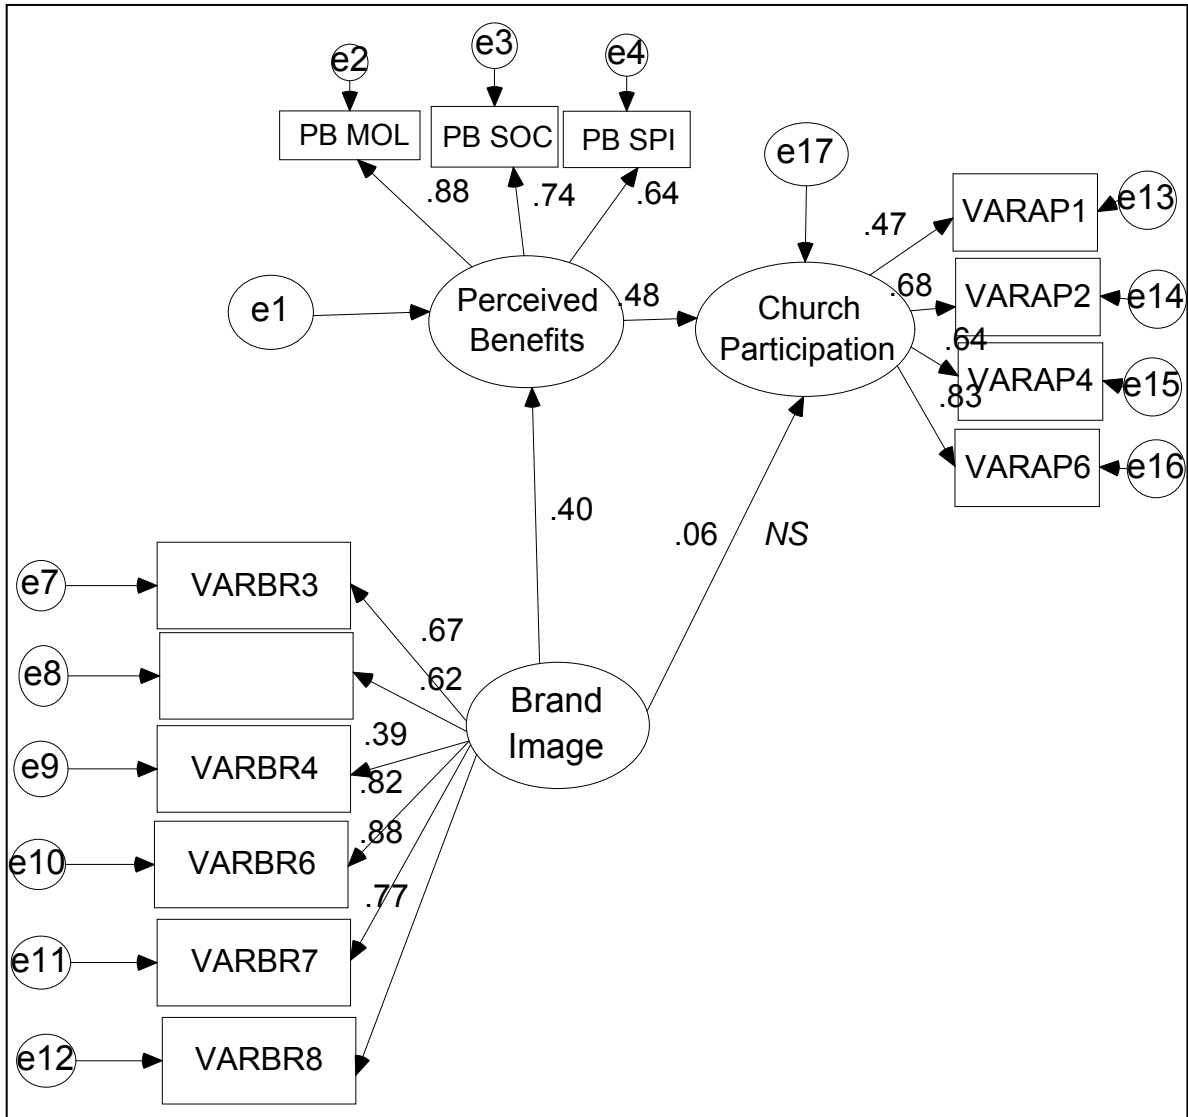 e2
e3
e4
PB MOL
PB SOC
PB SPI
e17
.88
.74
.64
e13
VARAP1
.47
e1
Perceived
Benefits
.48
Church
Participation
.68
VARAP2
e14
.64
VARAP4
e15
.83
VARAP6
e16
.40
.06
NS
e7
VARBR3
.67
e8
.62
Brand
Image
e9
VARBR4
.39
.82
e10
VARBR6
.88
.77
e11
VARBR7
e12
VARBR8